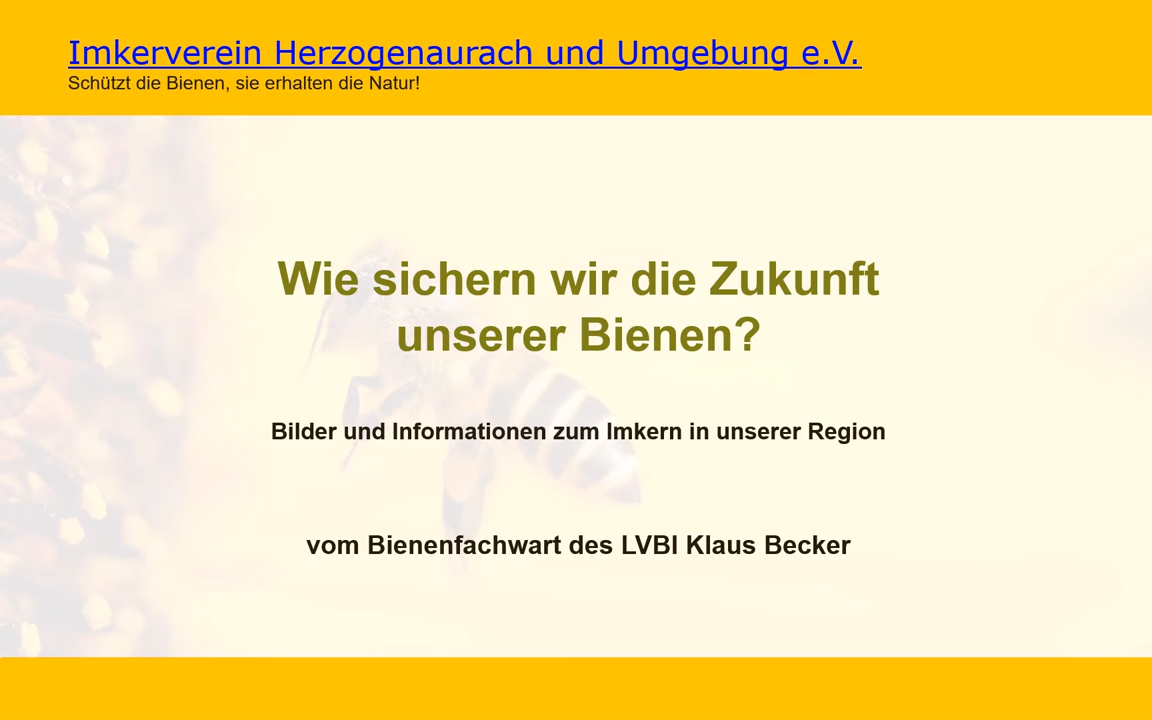 Imkerverein Herzogenaurach und Umgebung e.V.
Schützt die Bienen, sie erhalten die Natur!
Wie sichern wir die Zukunft
unserer Bienen?
Bilder und Informationen zum Imkern in unserer Region
vom Bienenfachwart des LVBI Klaus Becker